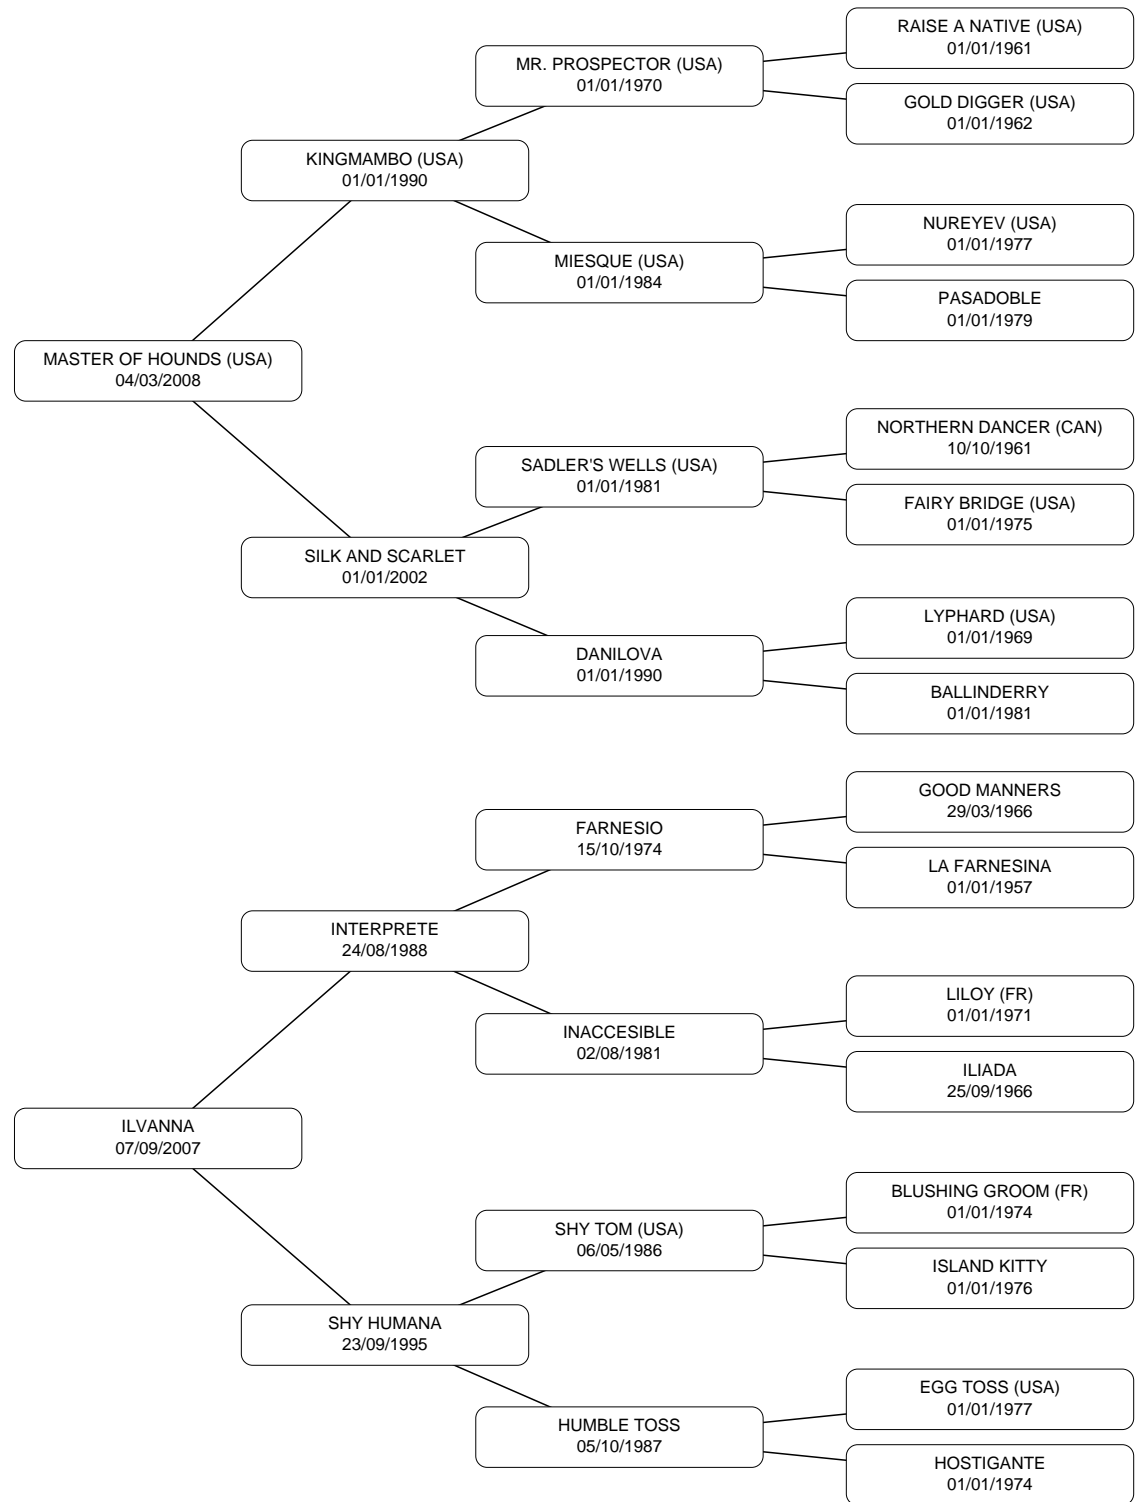 RAISE A NATIVE (USA)
01/01/1961
MR. PROSPECTOR (USA)
01/01/1970
GOLD DIGGER (USA)
01/01/1962
KINGMAMBO (USA)
01/01/1990
NUREYEV (USA)
01/01/1977
MIESQUE (USA)
01/01/1984
PASADOBLE
01/01/1979
MASTER OF HOUNDS (USA)
04/03/2008
NORTHERN DANCER (CAN)
10/10/1961
SADLER'S WELLS (USA)
01/01/1981
FAIRY BRIDGE (USA)
01/01/1975
SILK AND SCARLET
01/01/2002
LYPHARD (USA)
01/01/1969
DANILOVA
01/01/1990
BALLINDERRY
01/01/1981
GOOD MANNERS
29/03/1966
FARNESIO
15/10/1974
LA FARNESINA
01/01/1957
INTERPRETE
24/08/1988
LILOY (FR)
01/01/1971
INACCESIBLE
02/08/1981
ILIADA
25/09/1966
ILVANNA
07/09/2007
BLUSHING GROOM (FR)
01/01/1974
SHY TOM (USA)
06/05/1986
ISLAND KITTY
01/01/1976
SHY HUMANA
23/09/1995
EGG TOSS (USA)
01/01/1977
HUMBLE TOSS
05/10/1987
HOSTIGANTE
01/01/1974